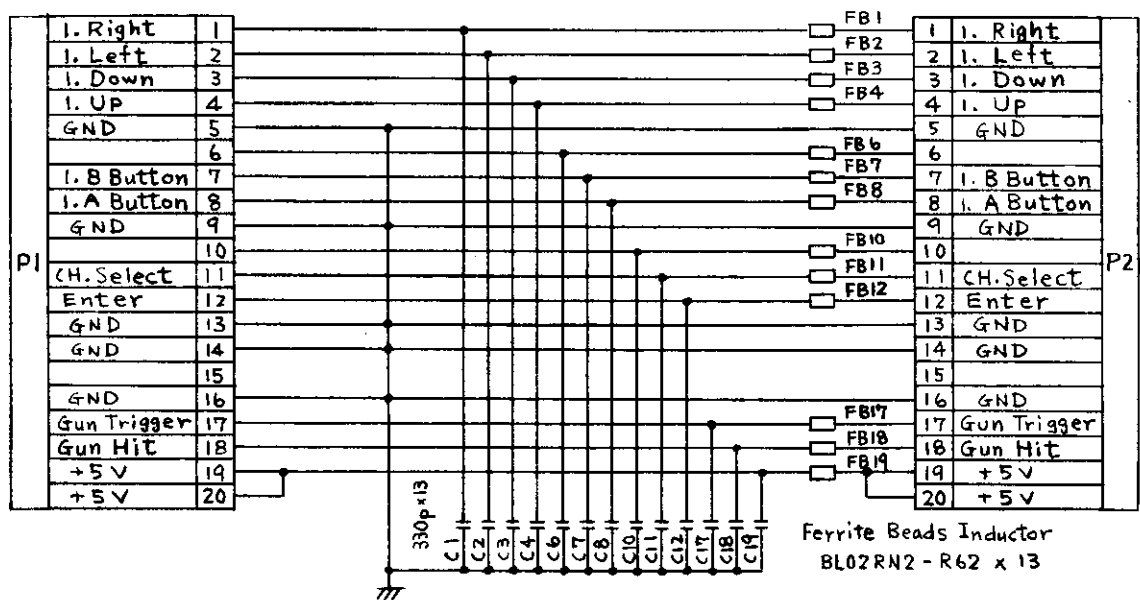 P1
1. Right 1
1. Left 2
1. Down 3
1. UP 4
GND 5
6
1. B Button 7
1. A Button 8
GND 9
10
CH. Select 11
Enter 12
GND 13
GND 14
15
GND 16
Gun Trigger 17
Gun Hit 18
+5V 19
+5V 20
FB1
FB2
FB3
FB4
FB6
FB7
FB8
FB10
FB11
FB12
FB17
FB18
FB19
1 1. Right
2 1. Left
3 1. Down
4 1. Up
5 GND
6
7 1. B Button
8 1. A Button
9 GND
10
11 CH. Select
12 Enter
13 GND
14 GND
15
16 GND
17 Gun Trigger
18 Gun Hit
19 +5V
20 +5V
P2
330p x13
C1
C2
C3
C4
C6
C7
C8
C10
C11
C12
C17
C18
C19
Ferrite Beads Inductor
BL02RN2-R62 x 13